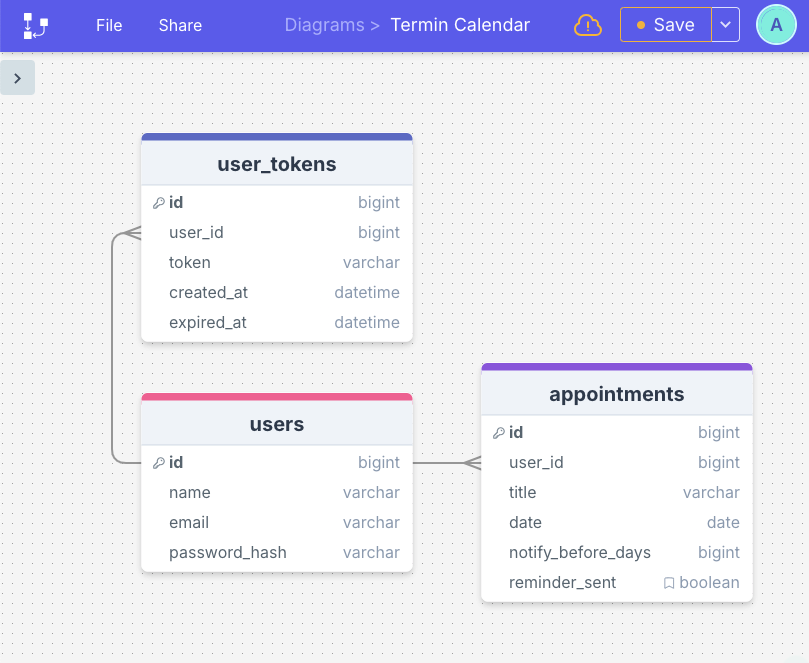 File Share Diagrams > Termin Calendar Save A
user_tokens
id bigint
user_id bigint
token varchar
created_at datetime
expired_at datetime
users
id bigint
name varchar
email varchar
password_hash varchar
appointments
id bigint
user_id bigint
title varchar
date date
notify_before_days bigint
reminder_sent boolean